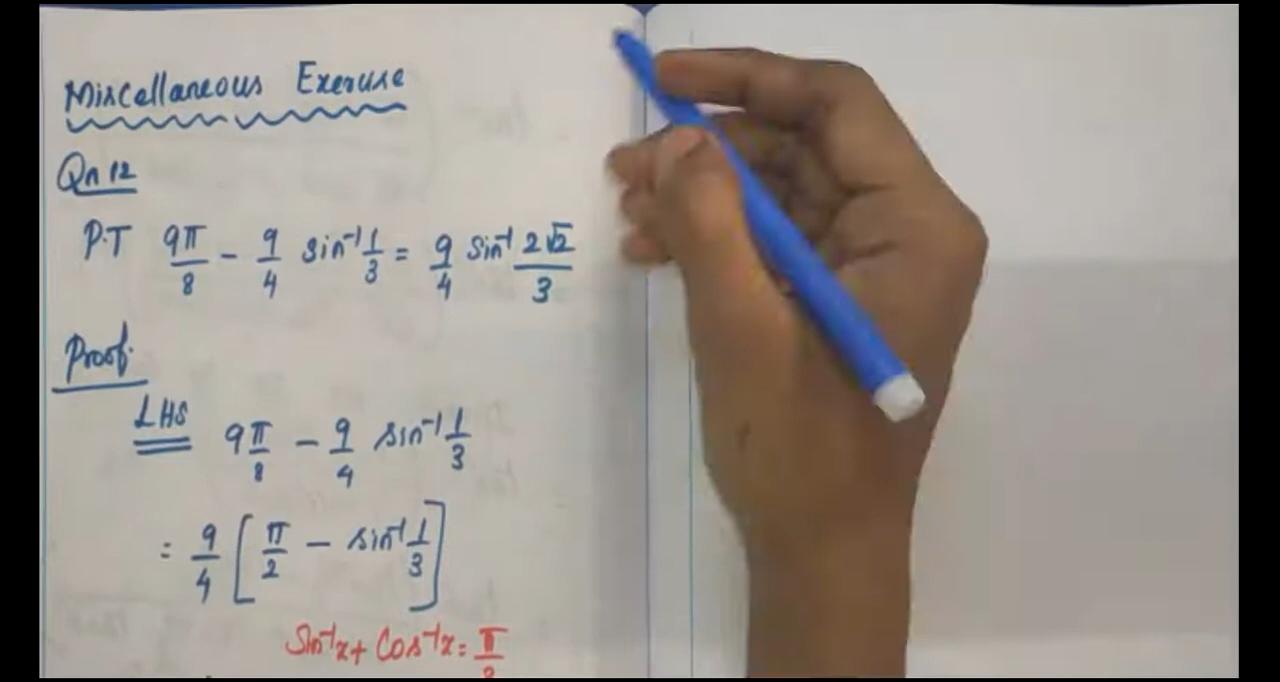 Miscellaneous Exercise
Qn 12
P.T 9π/8 - 9/4 sin⁻¹ 1/3 = 9/4 sin⁻¹ 2√2/3
Proof.
LHS 9π/8 - 9/4 sin⁻¹ 1/3
= 9/4 [π/2 - sin⁻¹ 1/3]
Sin⁻¹x + Cos⁻¹x = π/2